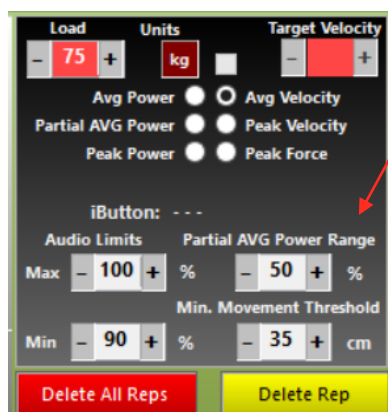 Load Units Target Velocity
- 75 + kg - +
Avg Power Avg Velocity
Partial AVG Power Peak Velocity
Peak Power Peak Force
iButton: - - -
Audio Limits Partial AVG Power Range
Max - 100 + % - 50 + %
Min. Movement Threshold
Min - 90 + % - 35 + cm
Delete All Reps Delete Rep